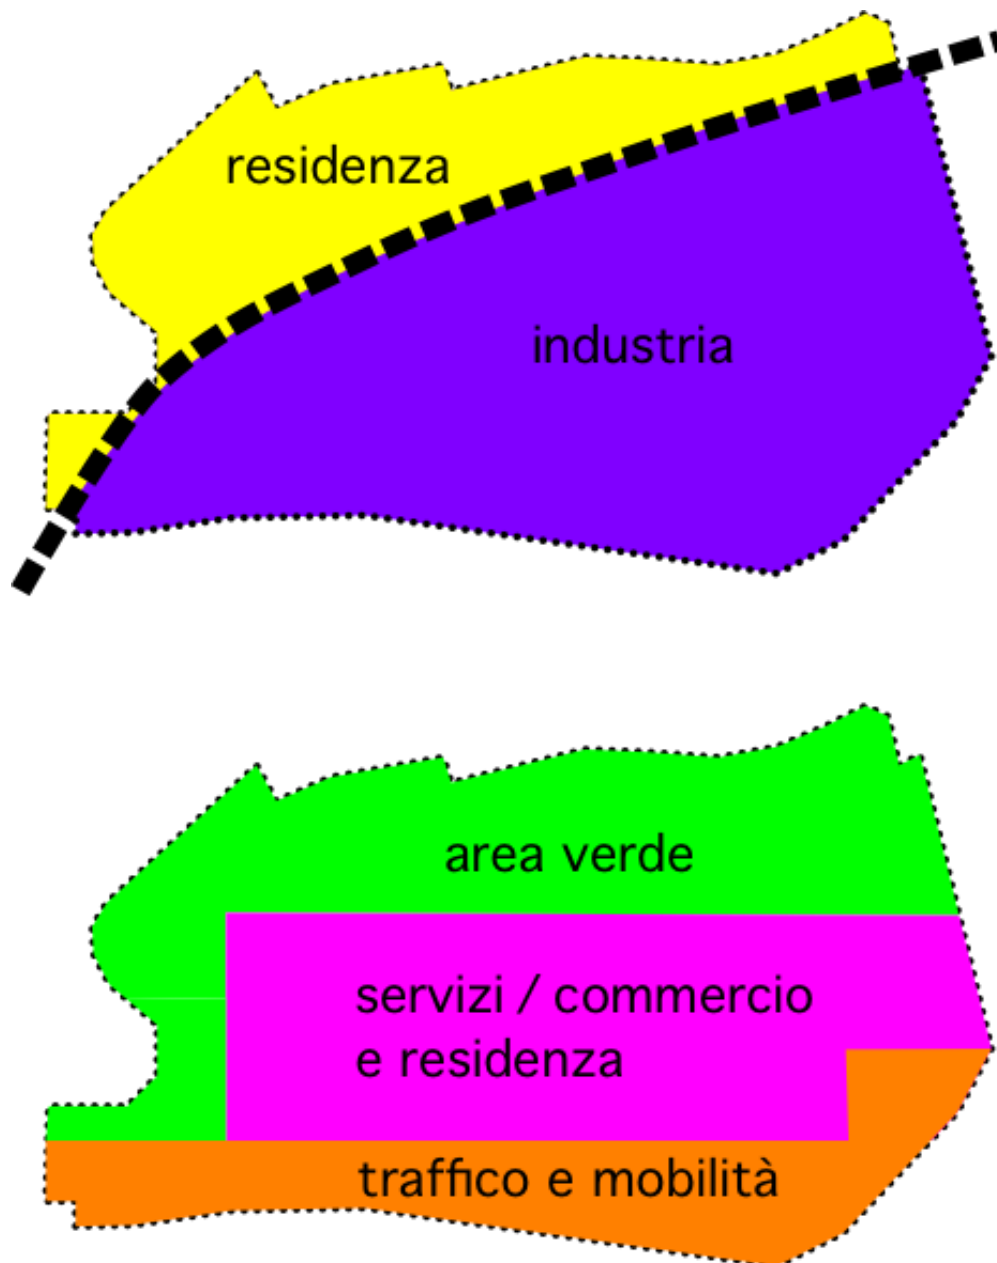 residenza
industria
area verde
servizi / commercio
e residenza
traffico e mobilità